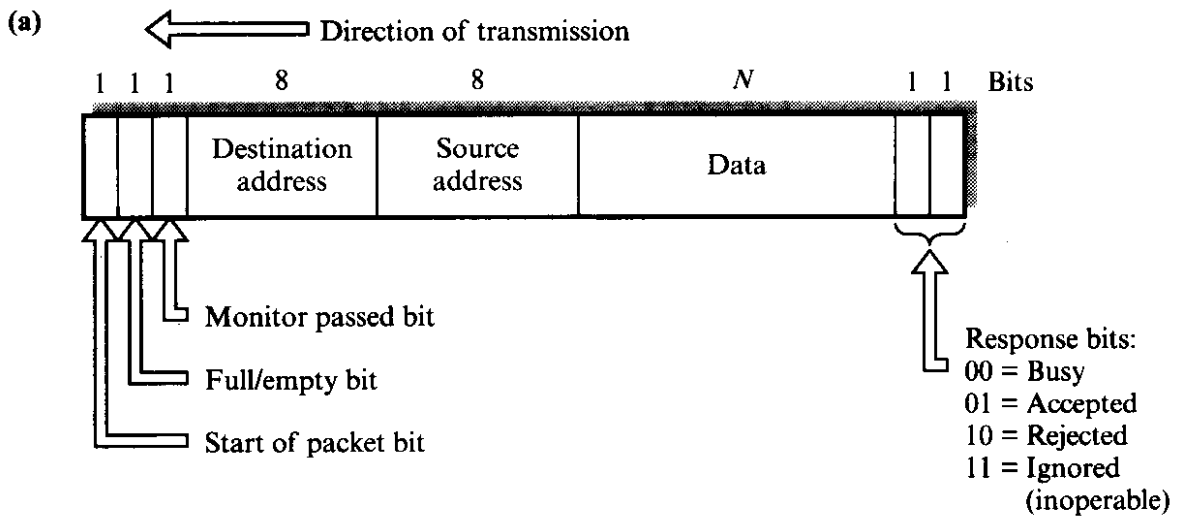 (a)
Direction of transmission
1 1 1 8 8 N 1 1 Bits
Destination address
Source address
Data
Monitor passed bit
Full/empty bit
Start of packet bit
Response bits:
00 = Busy
01 = Accepted
10 = Rejected
11 = Ignored
(inoperable)